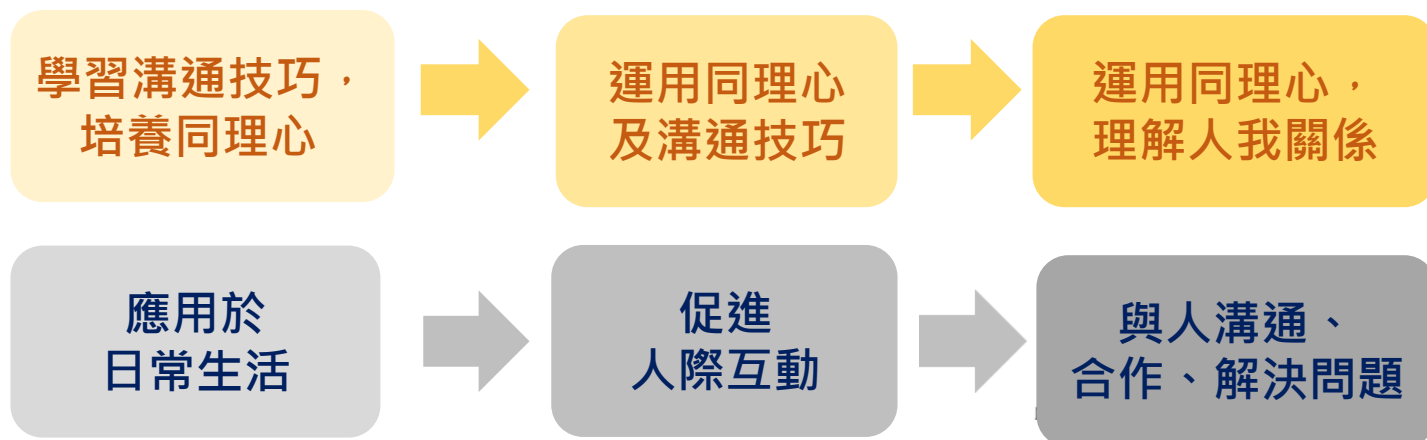 學習溝通技巧，
培養同理心
運用同理心
及溝通技巧
運用同理心，
理解人我關係
應用於
日常生活
促進
人際互動
與人溝通、
合作、解決問題